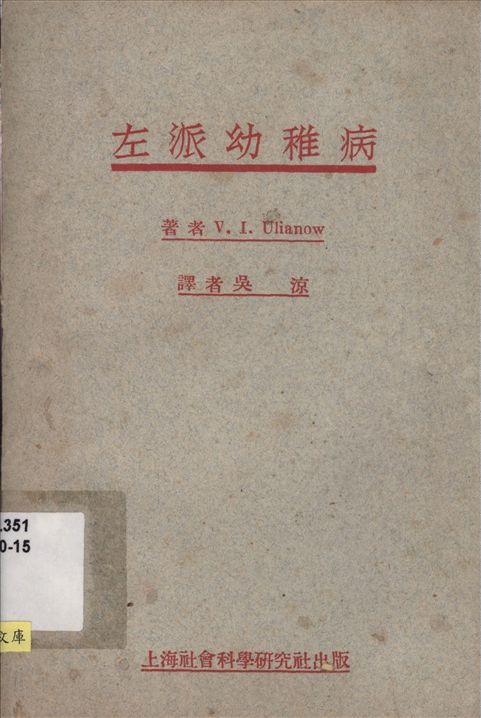 左派幼稚病
著者 V. I. Ulianow
譯者吳 涼
.351
0-15
文庫
上海社會科學研究社出版